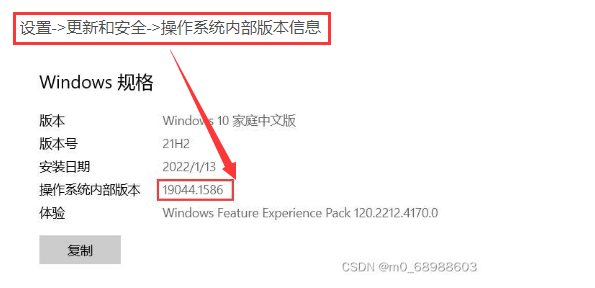 设置->更新和安全->操作系统内部版本信息
Windows 规格
版本 Windows 10 家庭中文版
版本号 21H2
安装日期 2022/1/13
操作系统内部版本 19044.1586
体验 Windows Feature Experience Pack 120.2212.4170.0
复制
CSDN @m0_68988603